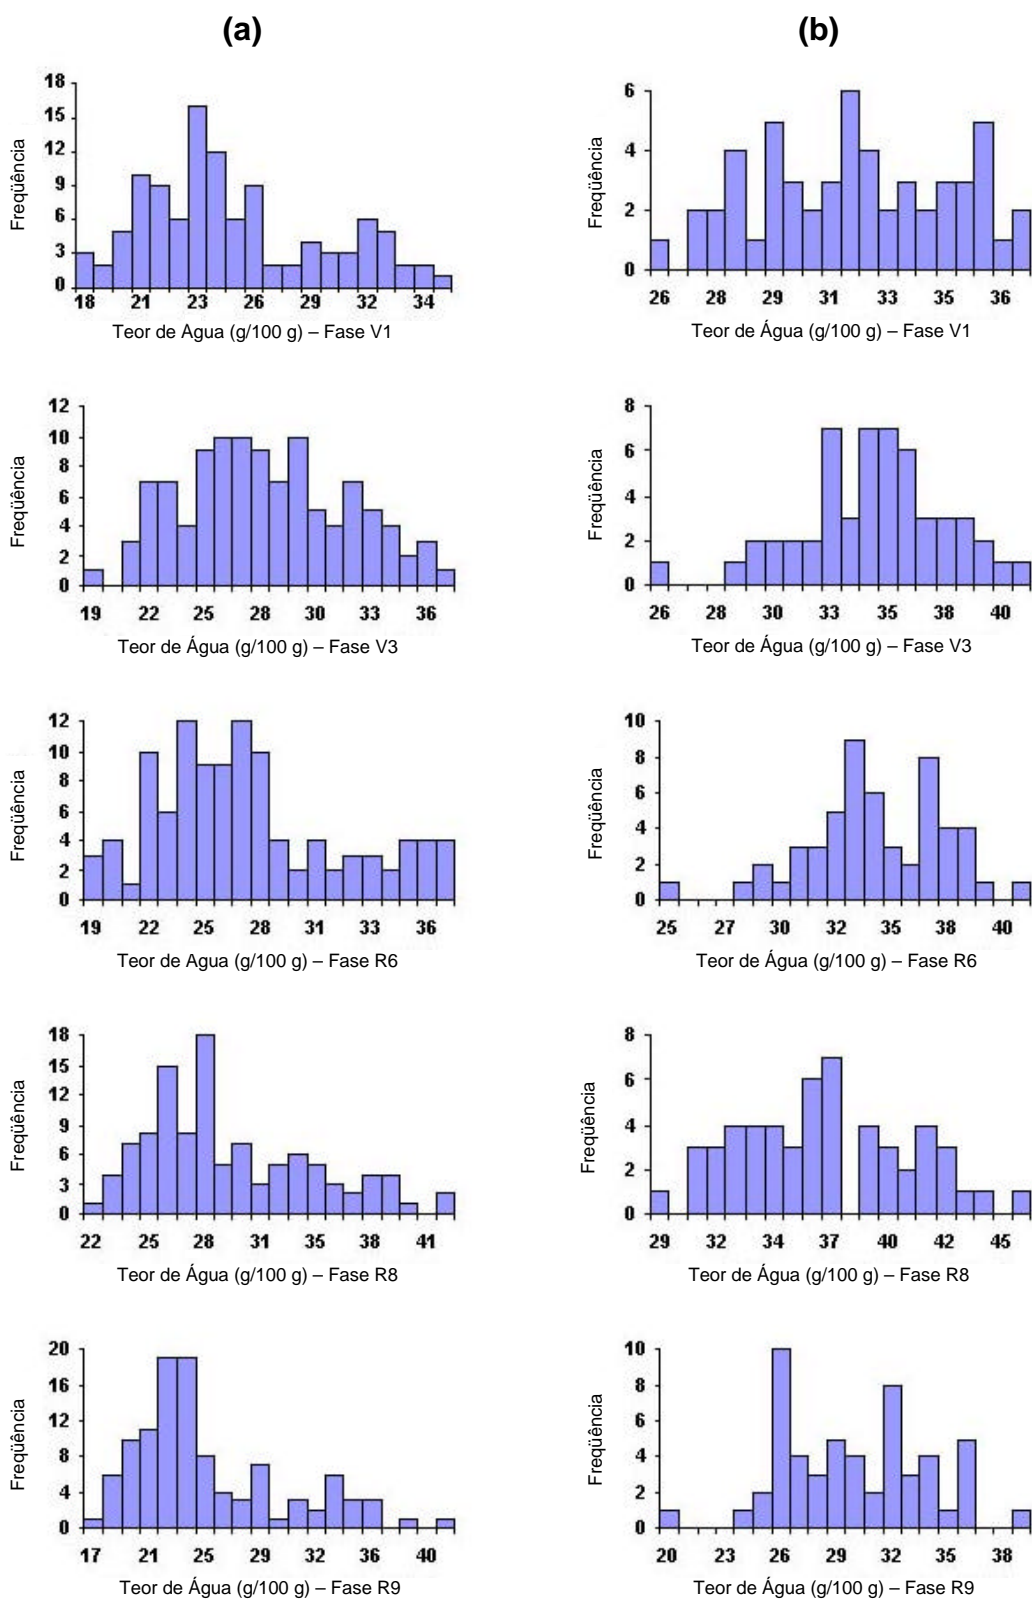 (a)
(b)
18
15
12
9
6
3
0
Freqüência
18 21 23 26 29 32 34
Teor de Agua (g/100 g) – Fase V1
6
4
2
0
Freqüência
26 28 29 31 33 35 36
Teor de Água (g/100 g) – Fase V1
12
10
8
6
4
2
0
Freqüência
19 22 25 28 30 33 36
Teor de Água (g/100 g) – Fase V3
8
6
4
2
0
Freqüência
26 28 30 33 35 38 40
Teor de Água (g/100 g) – Fase V3
12
10
8
6
4
2
0
Freqüência
19 22 25 28 31 33 36
Teor de Agua (g/100 g) – Fase R6
10
8
6
4
2
0
Freqüência
25 27 30 32 35 38 40
Teor de Água (g/100 g) – Fase R6
18
15
12
9
6
3
0
Freqüência
22 25 28 31 35 38 41
Teor de Água (g/100 g) – Fase R8
8
6
4
2
0
Freqüência
29 32 34 37 40 42 45
Teor de Água (g/100 g) – Fase R8
20
16
12
8
4
0
Freqüência
17 21 25 29 32 36 40
Teor de Água (g/100 g) – Fase R9
10
8
6
4
2
0
Freqüência
20 23 26 29 32 35 38
Teor de Água (g/100 g) – Fase R9